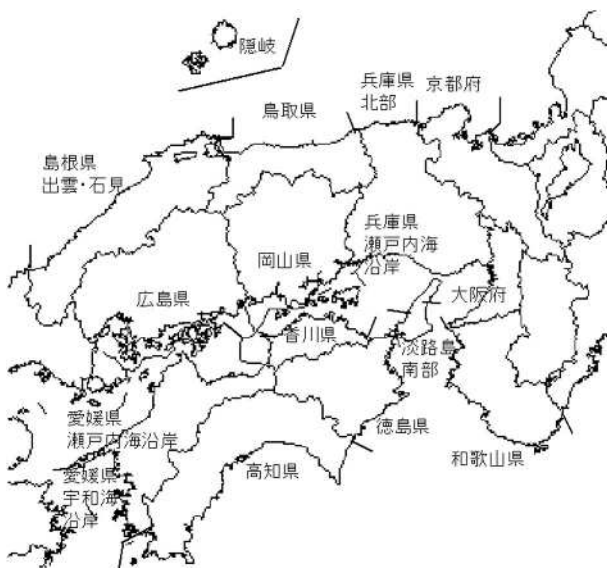 隠岐
兵庫県
北部
京都府
鳥取県
島根県
出雲・石見
兵庫県
瀬戸内海
沿岸
岡山県
広島県
大阪府
香川県
淡路島
南部
愛媛県
瀬戸内海沿岸
徳島県
和歌山県
愛媛県
宇和海
沿岸
高知県